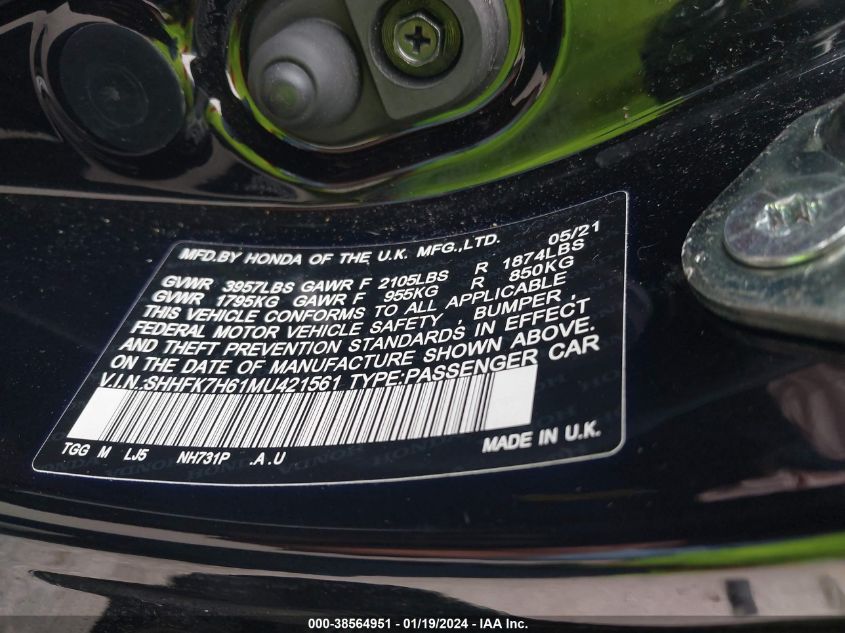 MFD,BY HONDA OF THE U.K. MFG.,LTD. 05/21
GVWR 3957LBS GAWR F 2105LBS R 1874LBS
GVWR 1795KG GAWR F 955KG R 850KG
THIS VEHICLE CONFORMS TO ALL APPLICABLE
FEDERAL MOTOR VEHICLE SAFETY , BUMPER ,
AND THEFT PREVENTION STANDARDS IN EFFECT
ON THE DATE OF MANUFACTURE SHOWN ABOVE.
V.I.N.:SHHFK7H61MU421561 TYPE:PASSENGER CAR
TGG M LJ5 NH731P .A.U MADE IN U.K.
000-38564951 / 01/19/2024 - IAA Inc.